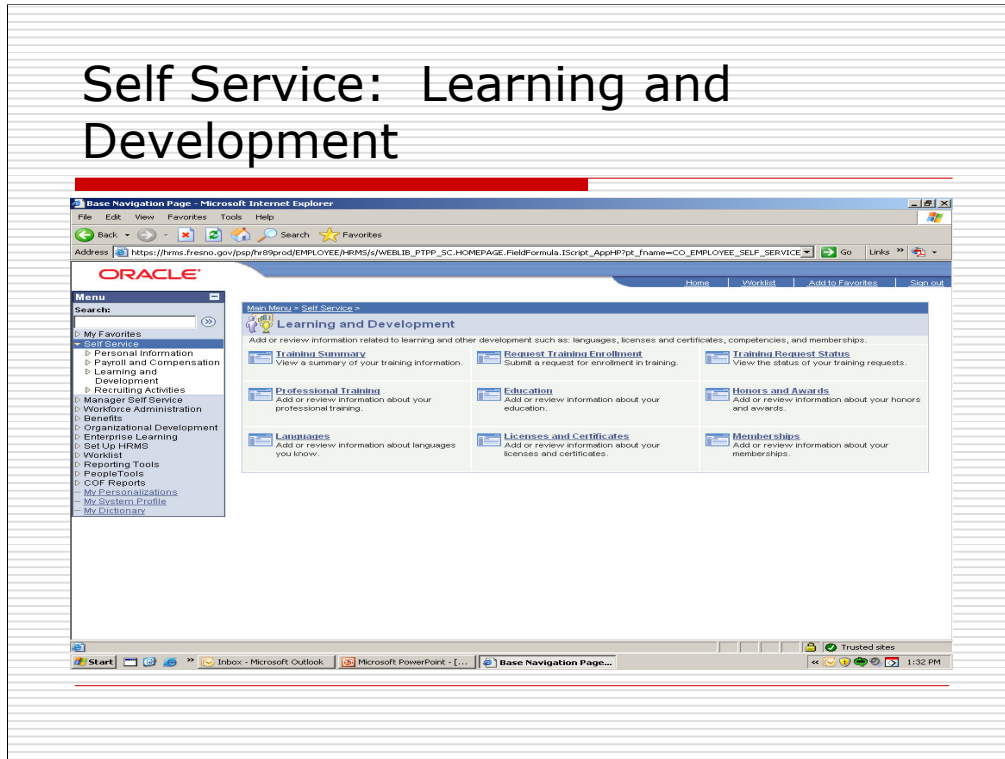 Self Service:  Learning and
Development
Base Navigation Page - Microsoft Internet Explorer
File Edit View Favorites Tools Help
Back Search Favorites
Address https://hrms.fresno.gov/psp/hr89prod/EMPLOYEE/HRMS/s/WEBLIB_PTPP_SC.HOMEPAGE.FieldFormula.IScript_AppHP?pt_fname=CO_EMPLOYEE_SELF_SERVICE Go Links »
ORACLE
Home Worklist Add to Favorites Sign out
Menu
Search:
My Favorites
Self Service
Personal Information
Payroll and Compensation
Learning and
Development
Recruiting Activities
Manager Self Service
Workforce Administration
Benefits
Organizational Development
Enterprise Learning
Set Up HRMS
Worklist
Reporting Tools
PeopleTools
COF Reports
My Personalizations
My System Profile
My Dictionary
Main Menu > Self Service >
Learning and Development
Add or review information related to learning and other development such as: languages, licenses and certificates, competencies, and memberships.
Training Summary
View a summary of your training information.
Request Training Enrollment
Submit a request for enrollment in training.
Training Request Status
View the status of your training requests.
Professional Training
Add or review information about your
professional training.
Education
Add or review information about your
education.
Honors and Awards
Add or review information about your honors
and awards.
Languages
Add or review information about languages
you know.
Licenses and Certificates
Add or review information about your
licenses and certificates.
Memberships
Add or review information about your
memberships.
Trusted sites
Start » Inbox - Microsoft Outlook Microsoft PowerPoint - [... Base Navigation Page... « 1:32 PM